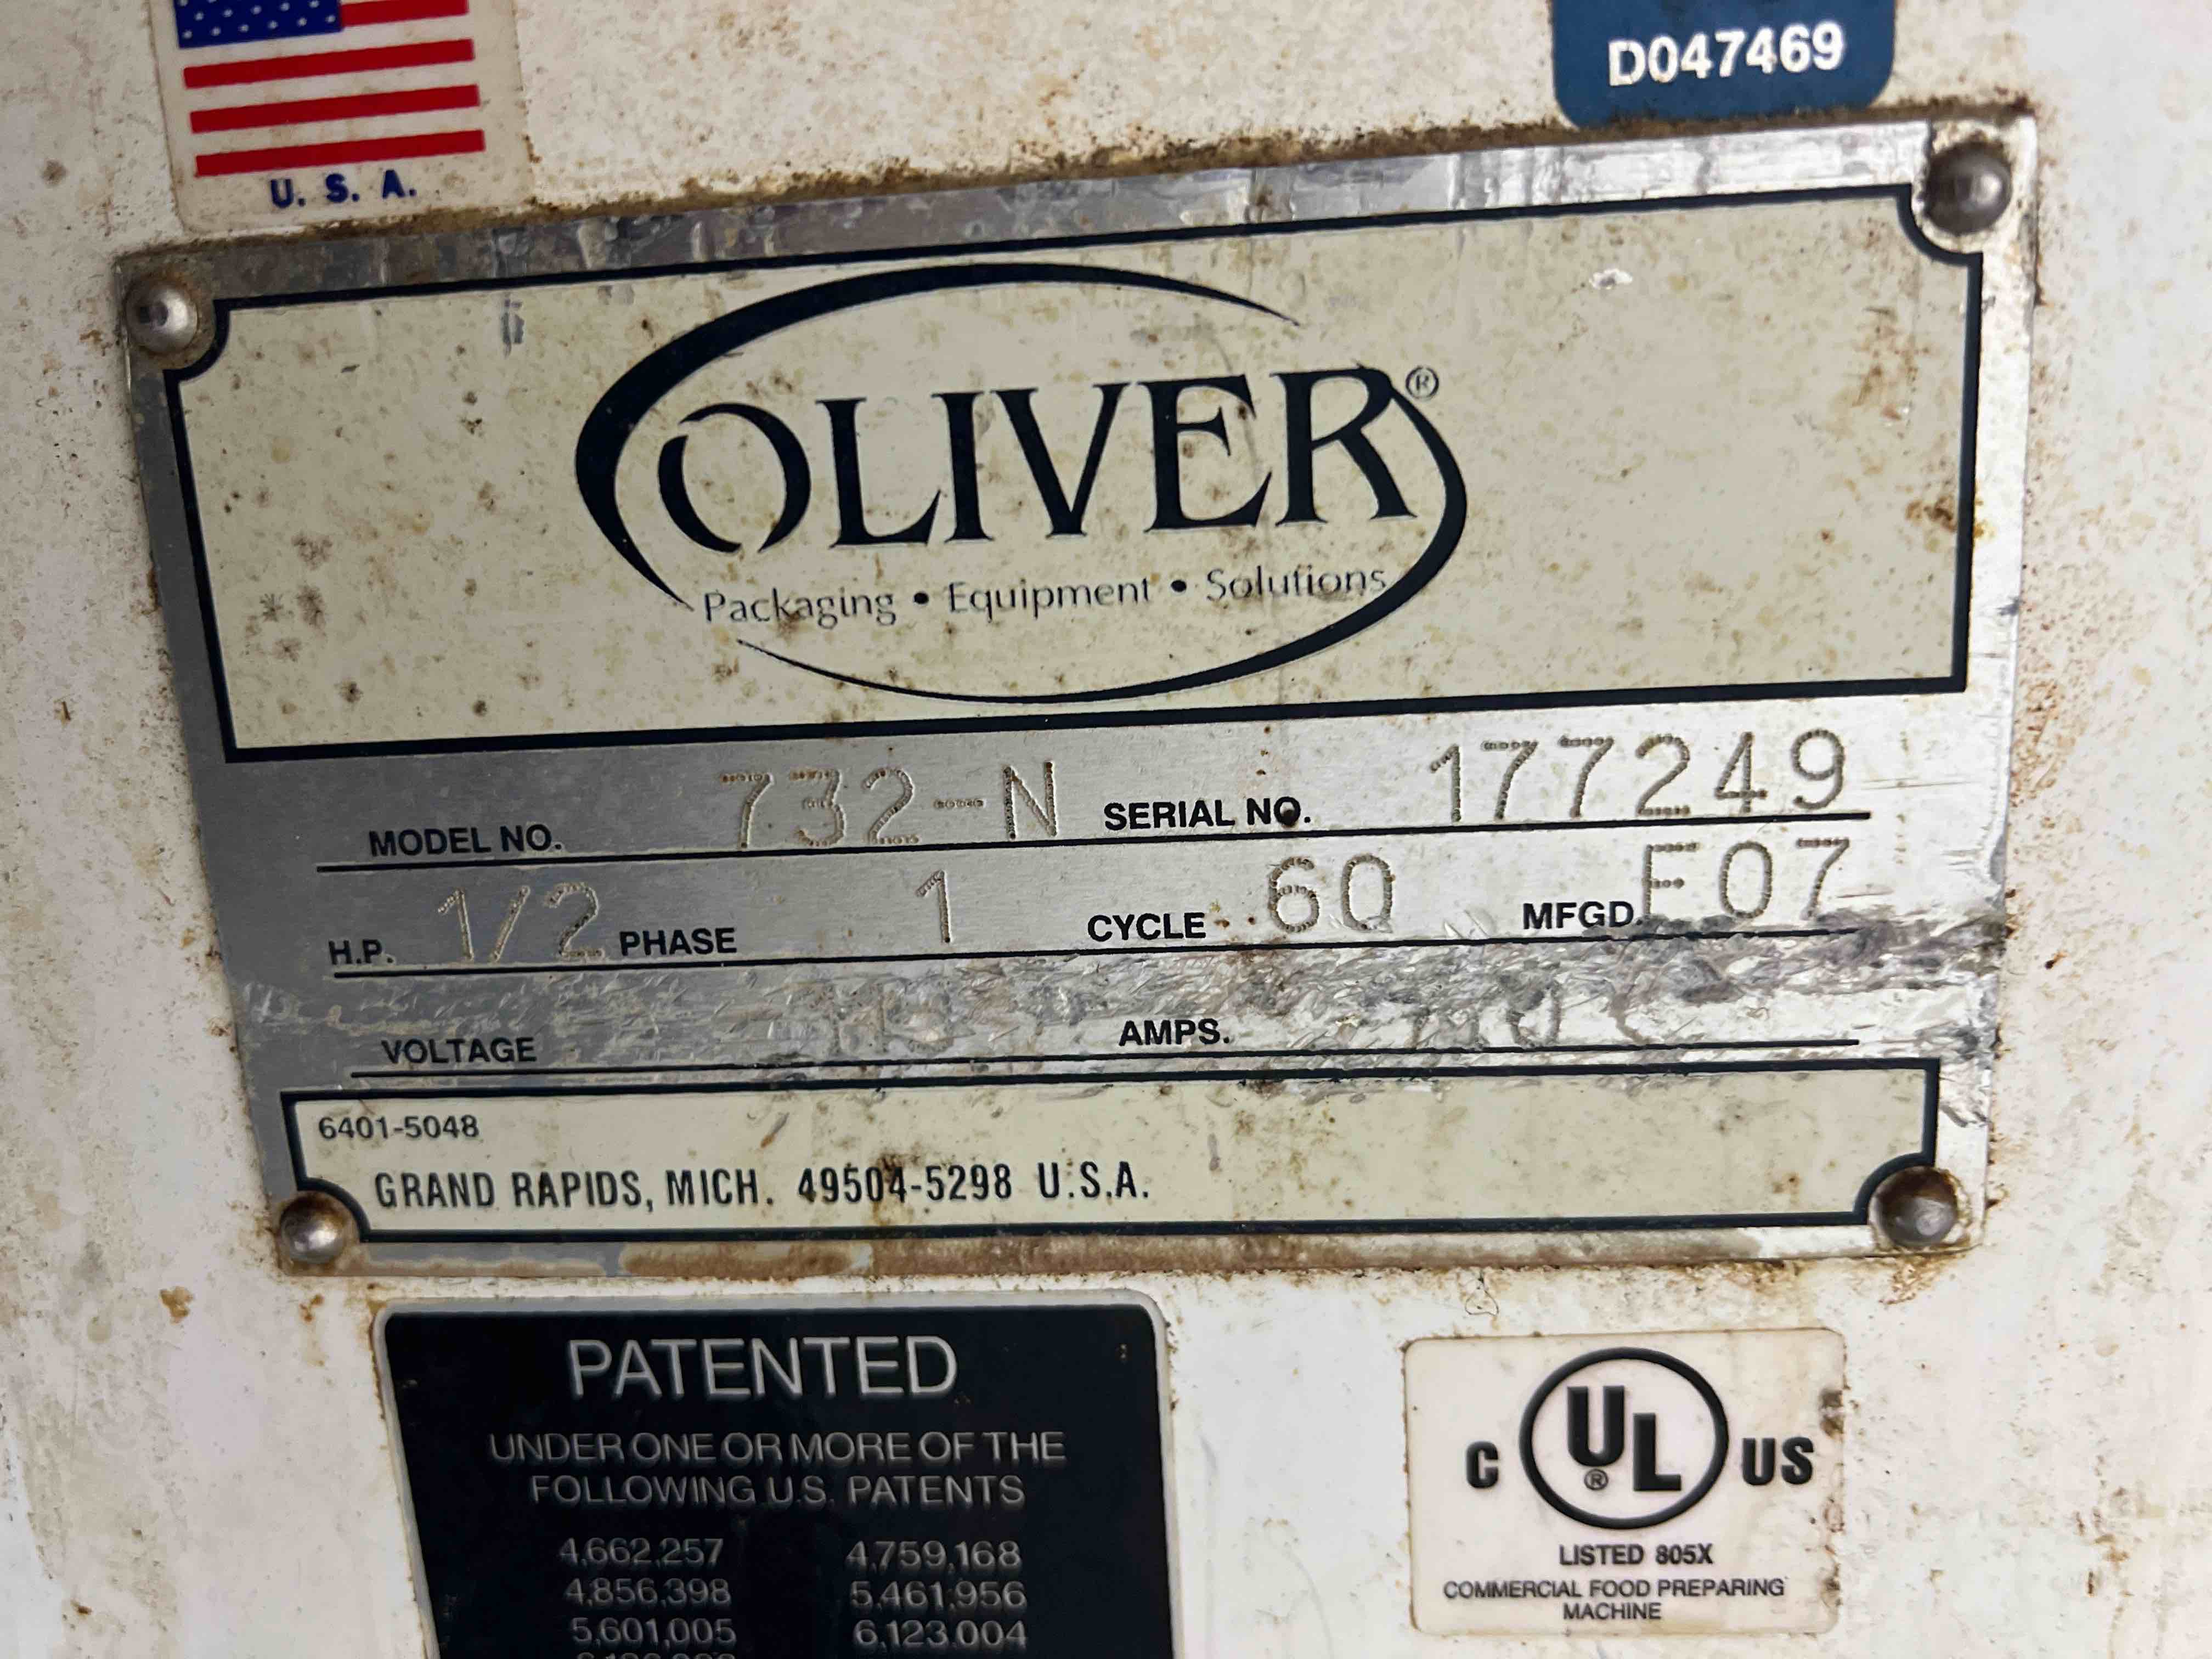 D047469
U. S. A.
OLIVER®
Packaging • Equipment • Solutions
MODEL NO. 732-N SERIAL NO. 177249
H.P. 1/2 PHASE 1 CYCLE 60 MFGD. F07
VOLTAGE AMPS.
6401-5048
GRAND RAPIDS, MICH. 49504-5298 U.S.A.
PATENTED
UNDER ONE OR MORE OF THE
FOLLOWING U.S. PATENTS
4,662,257 4,759,168
4,856,398 5,461,956
5,601,005 6,123,004
C UL® US
LISTED 805X
COMMERCIAL FOOD PREPARING
MACHINE